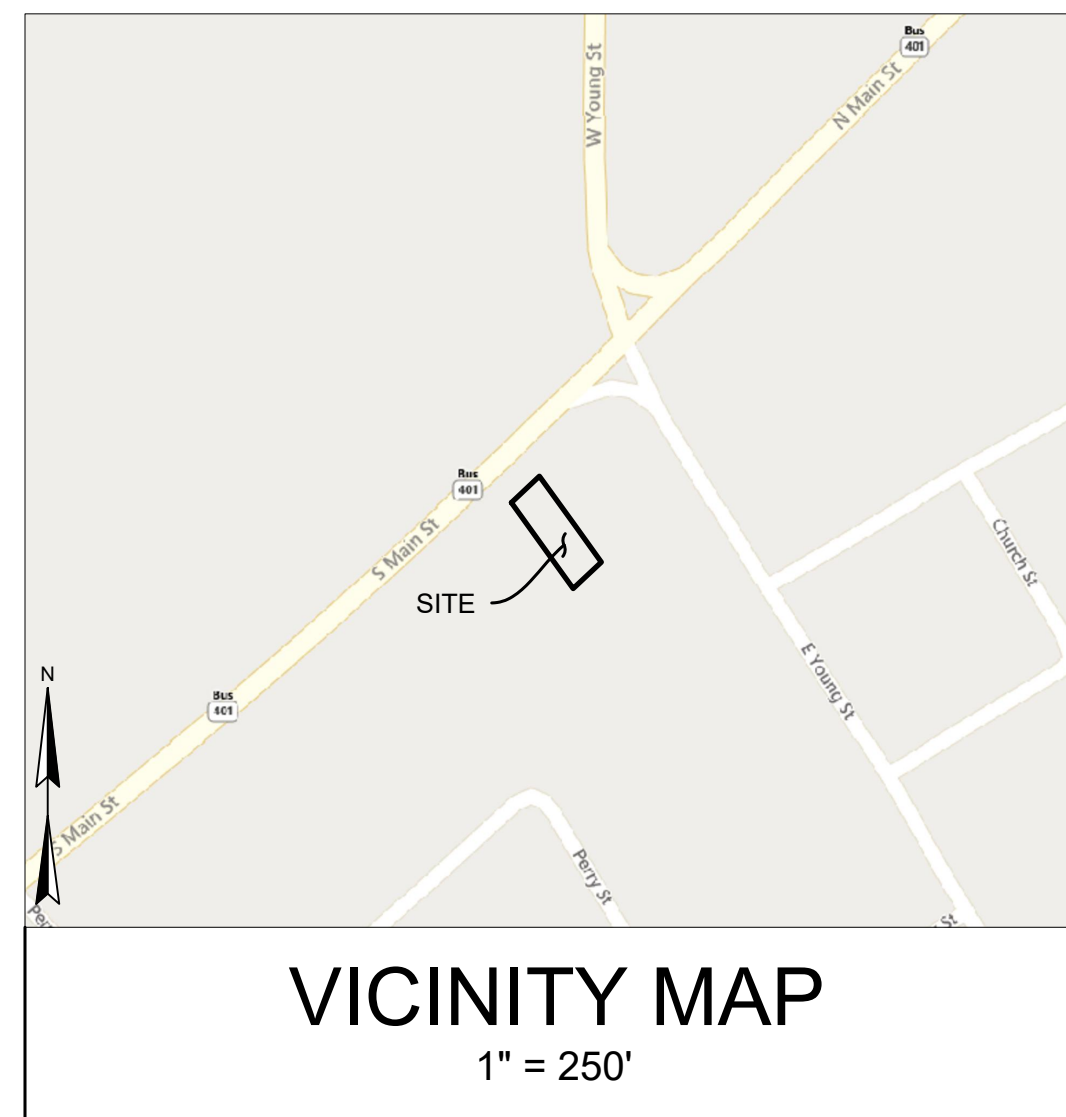 Bus
401
N Main St
W Young St
Bus
401
S Main St
SITE
Church St
E Young St
N
Bus
401
S Main St
Perry St
VICINITY MAP
1" = 250'